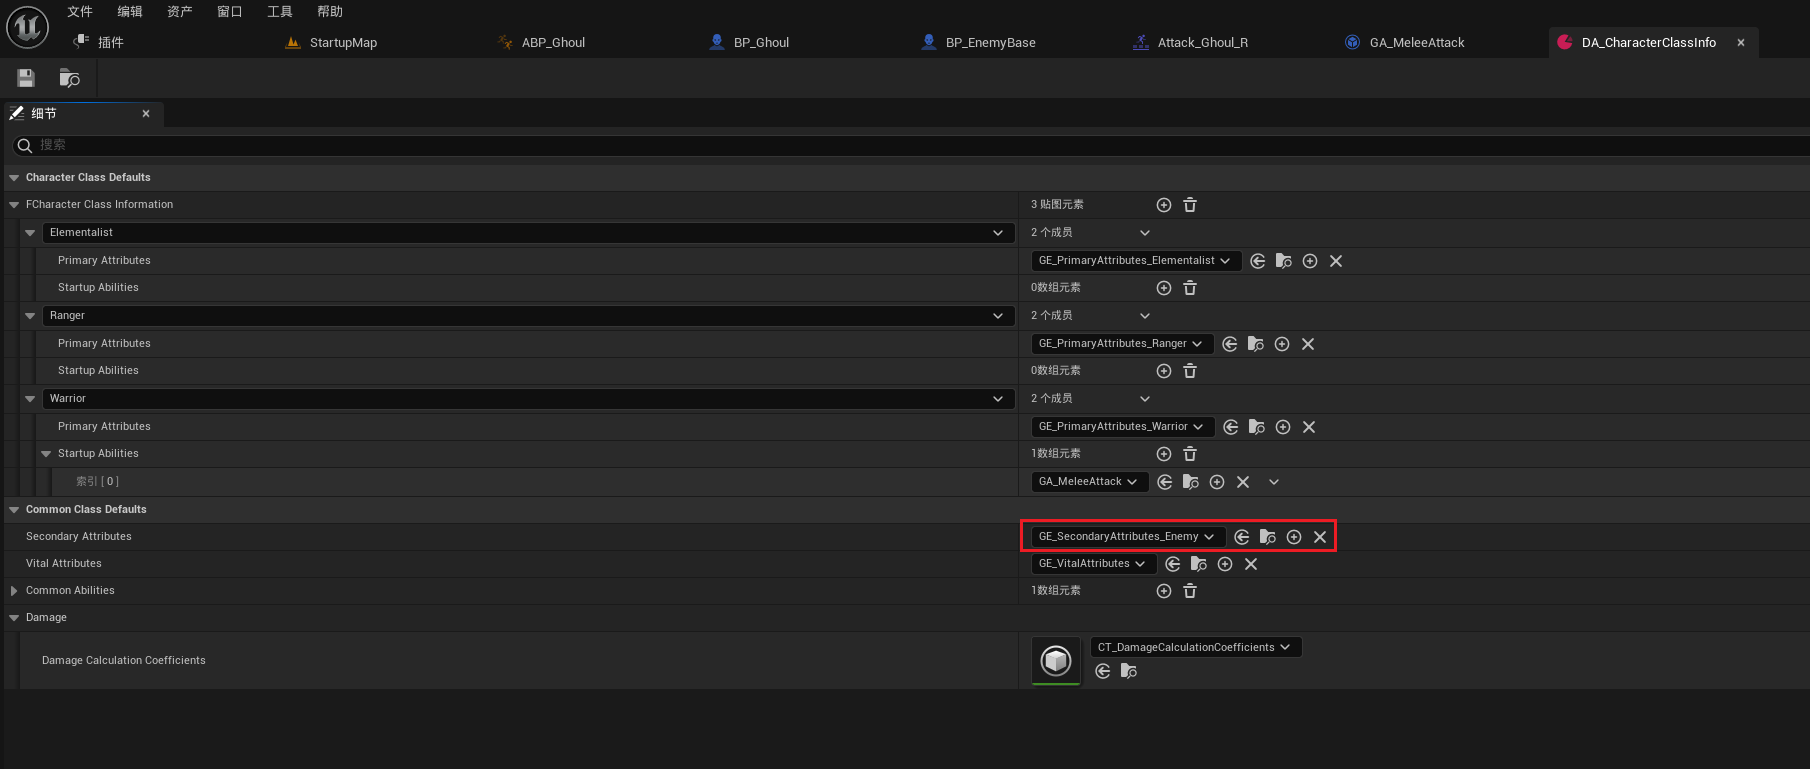 文件 编辑 资产 窗口 工具 帮助
插件 StartupMap ABP_Ghoul BP_Ghoul BP_EnemyBase Attack_Ghoul_R GA_MeleeAttack DA_CharacterClassInfo
细节
搜索
Character Class Defaults
FCharacter Class Information 3 贴图元素
Elementalist 2 个成员
Primary Attributes GE_PrimaryAttributes_Elementalist
Startup Abilities 0数组元素
Ranger 2 个成员
Primary Attributes GE_PrimaryAttributes_Ranger
Startup Abilities 0数组元素
Warrior 2 个成员
Primary Attributes GE_PrimaryAttributes_Warrior
Startup Abilities 1数组元素
索引 [ 0 ] GA_MeleeAttack
Common Class Defaults
Secondary Attributes GE_SecondaryAttributes_Enemy
Vital Attributes GE_VitalAttributes
Common Abilities 1数组元素
Damage
Damage Calculation Coefficients CT_DamageCalculationCoefficients